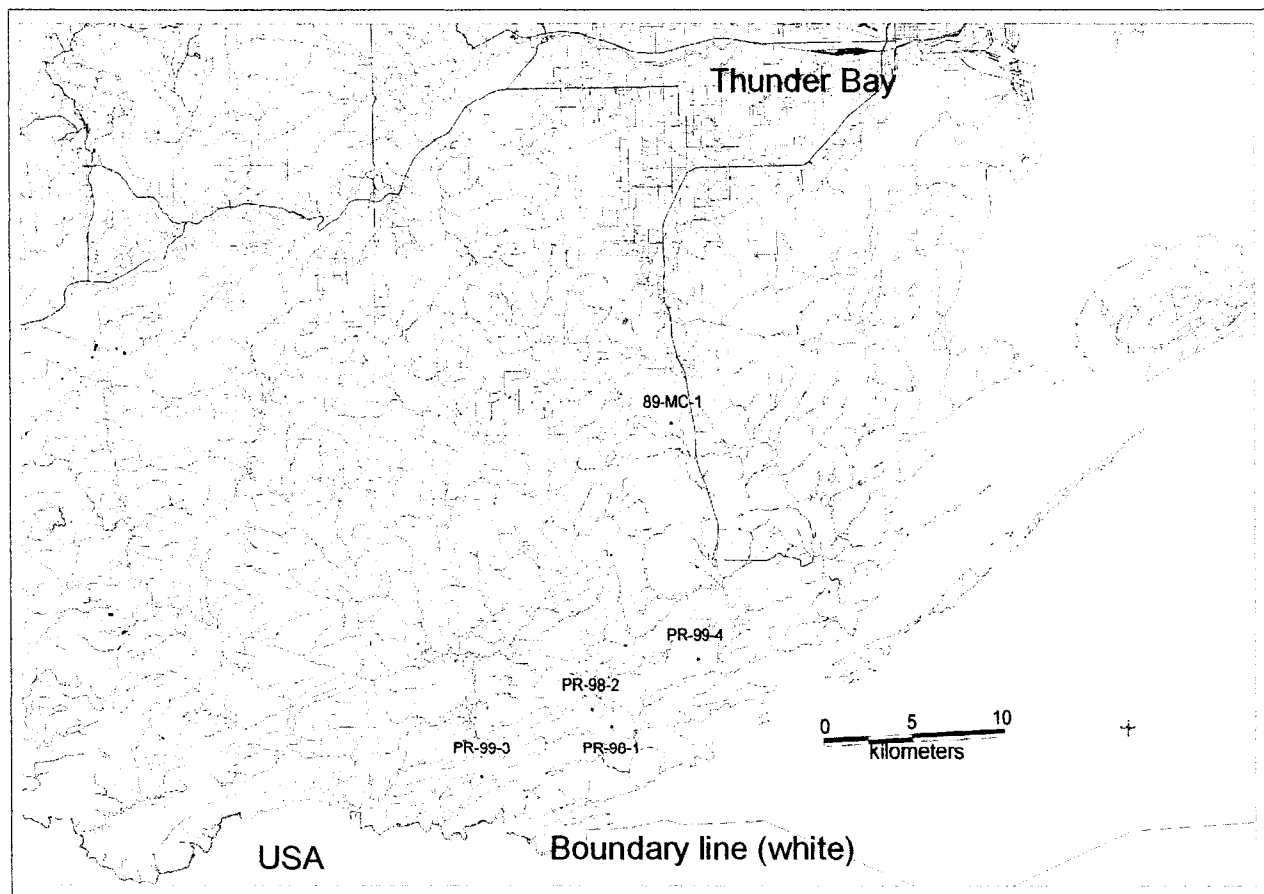 Thunder Bay
89-MC-1
PR-99-4
PR-98-2
PR-99-3
PR-98-1
0 5 10
kilometers
USA
Boundary line (white)